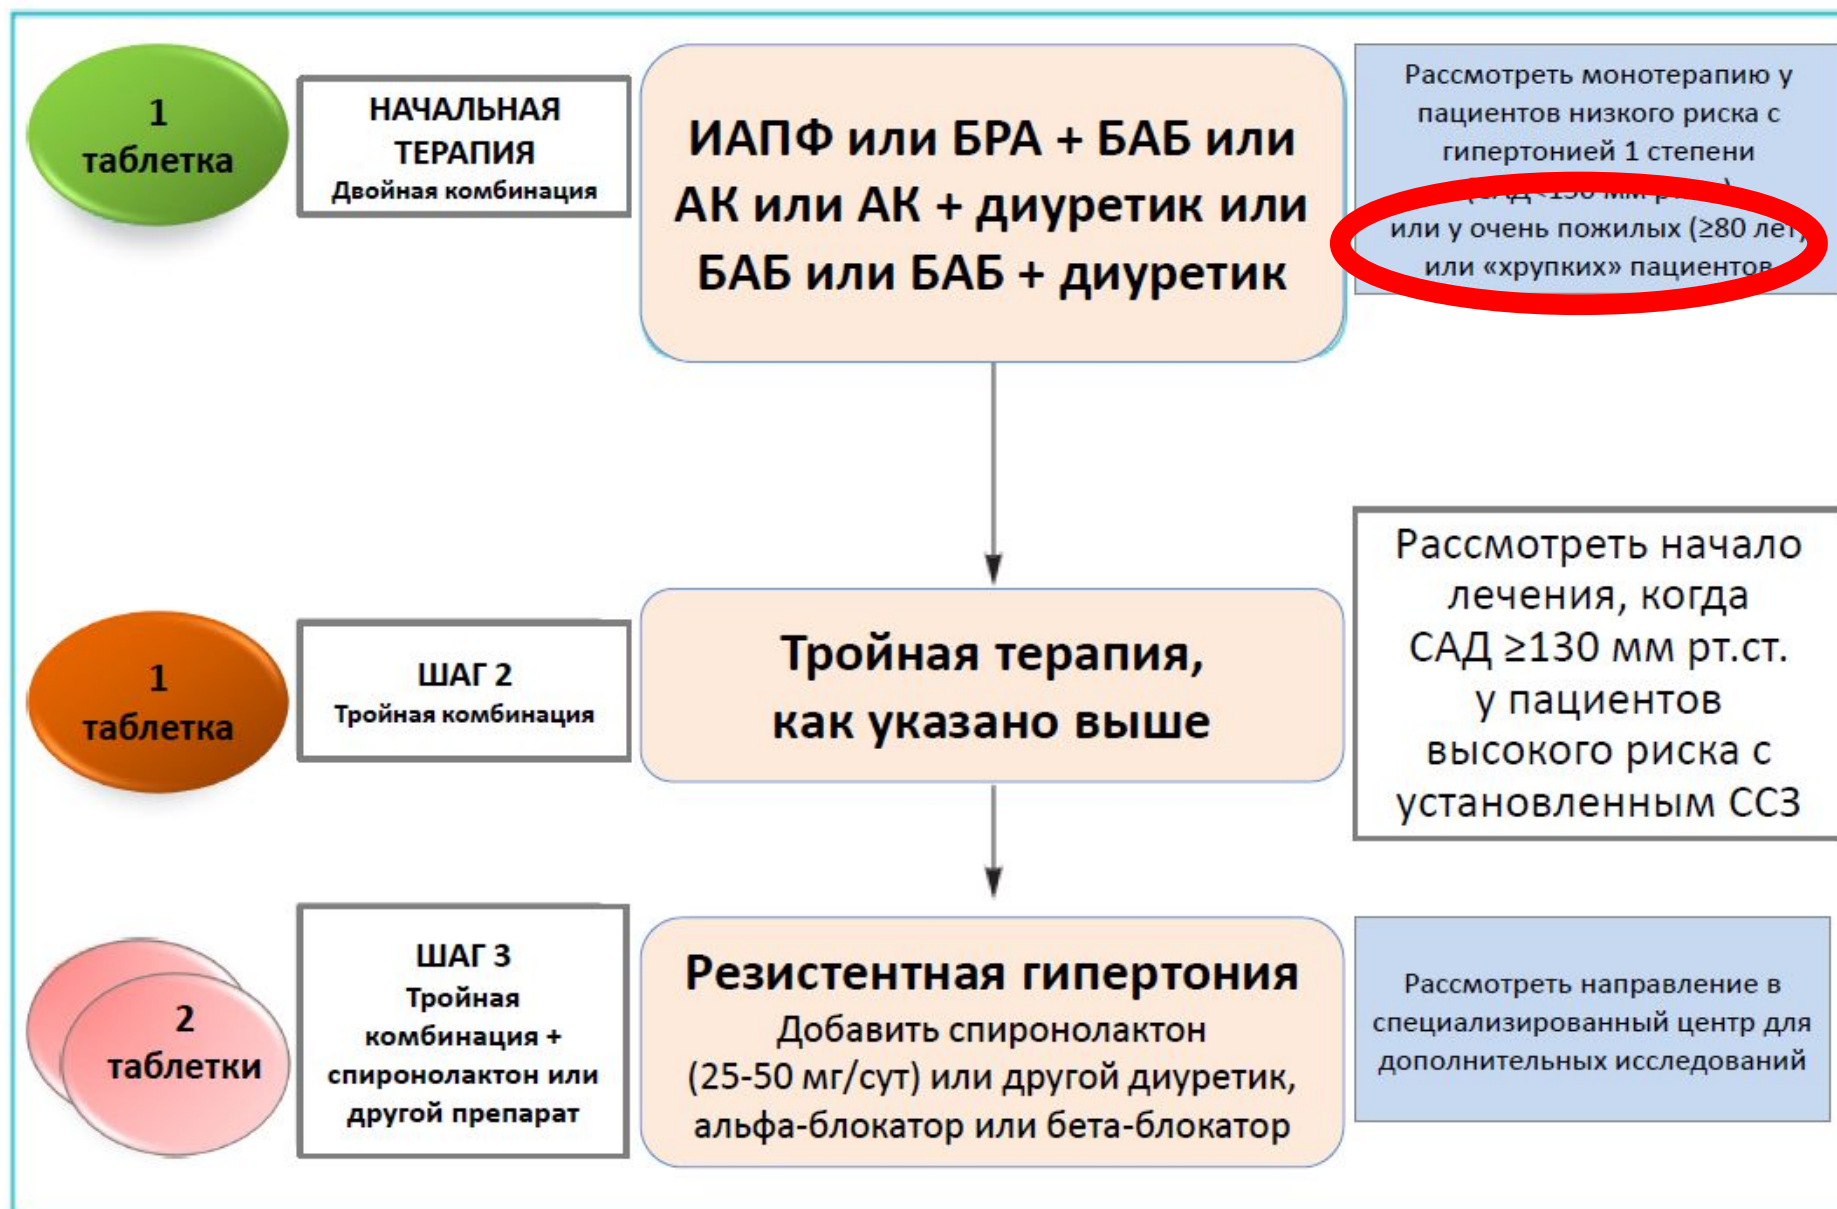 1
таблетка
НАЧАЛЬНАЯ
ТЕРАПИЯ
Двойная комбинация
ИАПФ или БРА + БАБ или
АК или АК + диуретик или
БАБ или БАБ + диуретик
Рассмотреть монотерапию у
пациентов низкого риска с
гипертонией 1 степени
или у очень пожилых (≥80 лет)
или «хрупких» пациентов
1
таблетка
ШАГ 2
Тройная комбинация
Тройная терапия,
как указано выше
Рассмотреть начало
лечения, когда
САД ≥130 мм рт.ст.
у пациентов
высокого риска с
установленным ССЗ
2
таблетки
ШАГ 3
Тройная
комбинация +
спиронолактон или
другой препарат
Резистентная гипертония
Добавить спиронолактон
(25-50 мг/сут) или другой диуретик,
альфа-блокатор или бета-блокатор
Рассмотреть направление в
специализированный центр для
дополнительных исследований